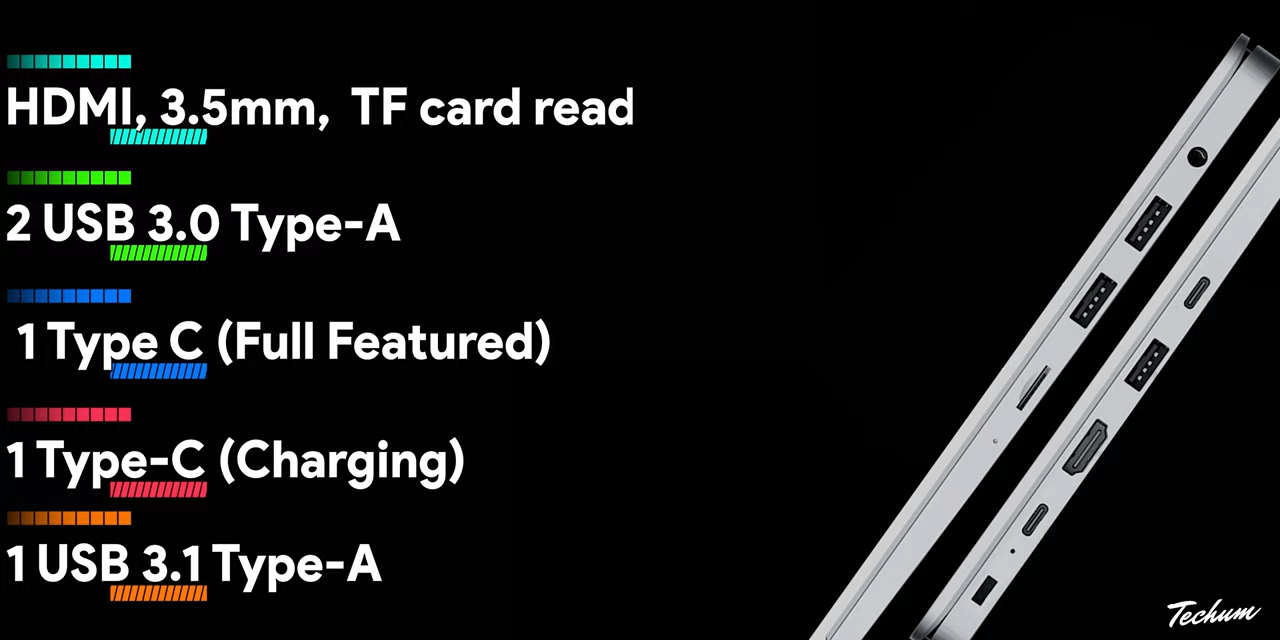 HDMI, 3.5mm, TF card read
2 USB 3.0 Type-A
1 Type C (Full Featured)
1 Type-C (Charging)
1 USB 3.1 Type-A
Techum